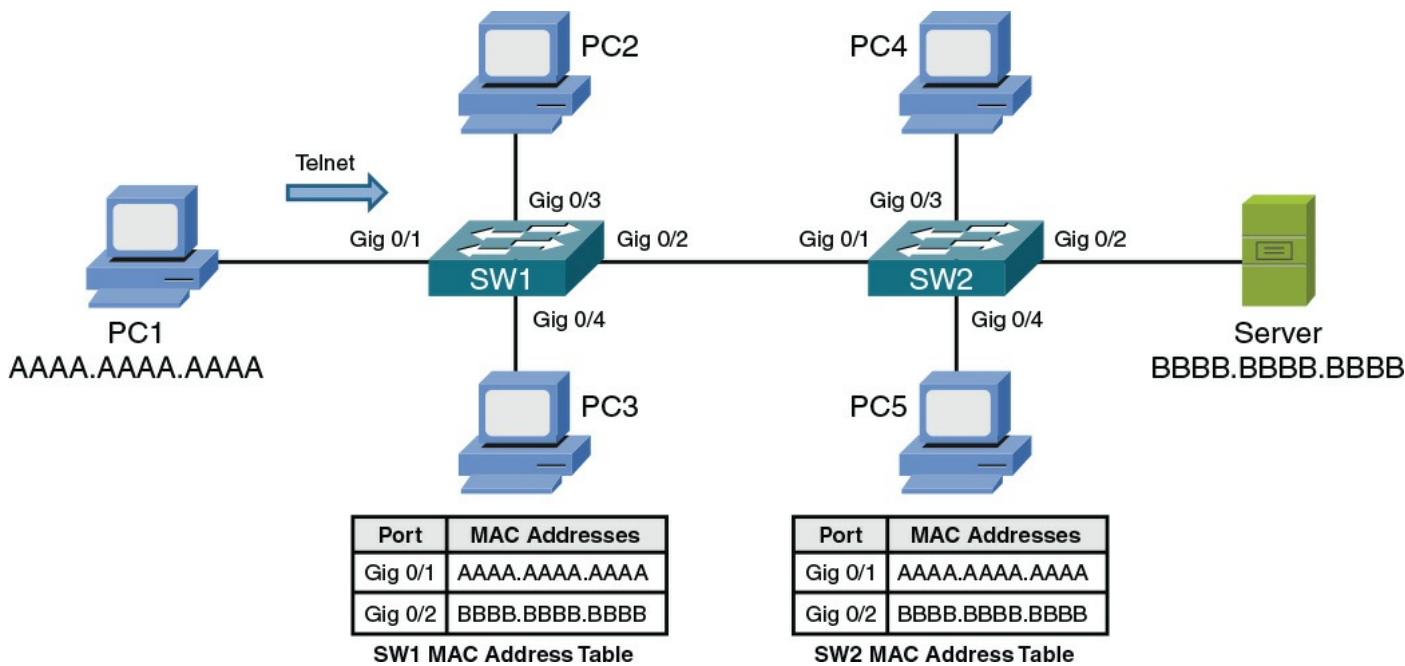 PC2
PC4
Telnet
Gig 0/3
Gig 0/3
Gig 0/1
Gig 0/2
Gig 0/1
Gig 0/2
SW1
SW2
Gig 0/4
Gig 0/4
PC1
AAAA.AAAA.AAAA
Server
BBBB.BBBB.BBBB
PC3
PC5
Port MAC Addresses
Gig 0/1 AAAA.AAAA.AAAA
Gig 0/2 BBBB.BBBB.BBBB
SW1 MAC Address Table
Port MAC Addresses
Gig 0/1 AAAA.AAAA.AAAA
Gig 0/2 BBBB.BBBB.BBBB
SW2 MAC Address Table